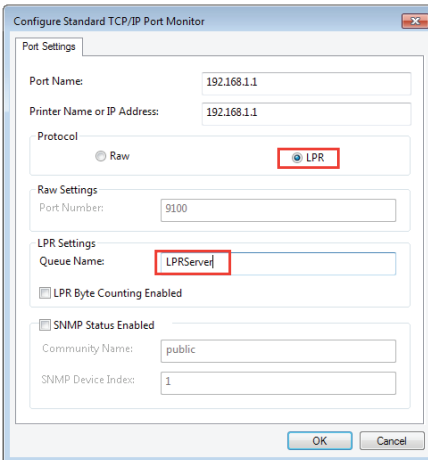 Configure Standard TCP/IP Port Monitor
Port Settings
Port Name: 192.168.1.1
Printer Name or IP Address: 192.168.1.1
Protocol
Raw LPR
Raw Settings
Port Number: 9100
LPR Settings
Queue Name: LPRServer
LPR Byte Counting Enabled
SNMP Status Enabled
Community Name: public
SNMP Device Index: 1
OK Cancel